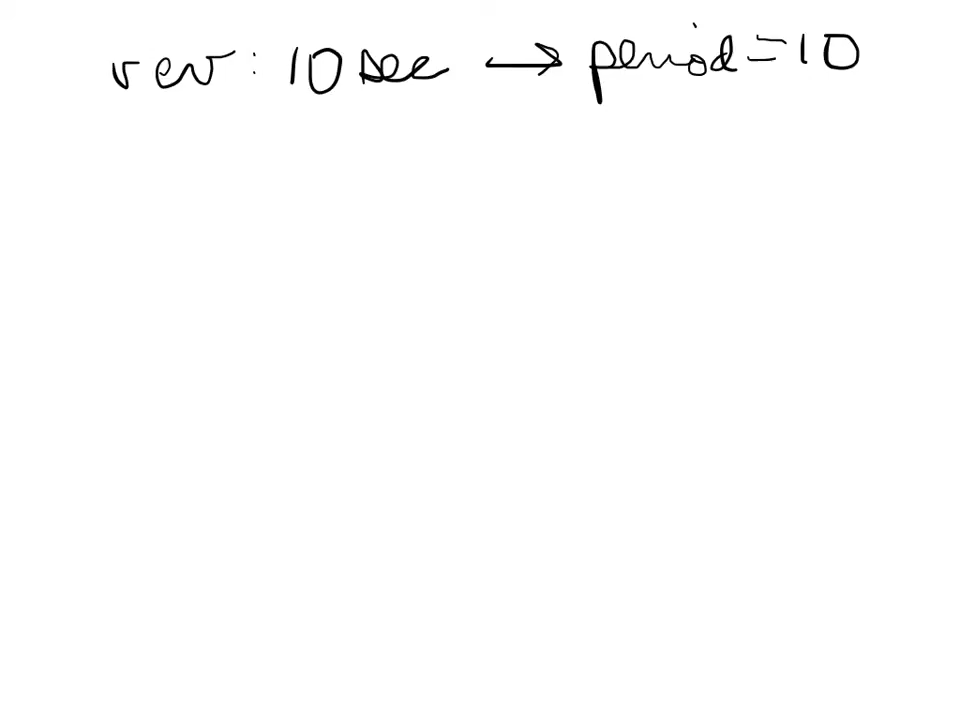 rev: 10 sec → period = 10